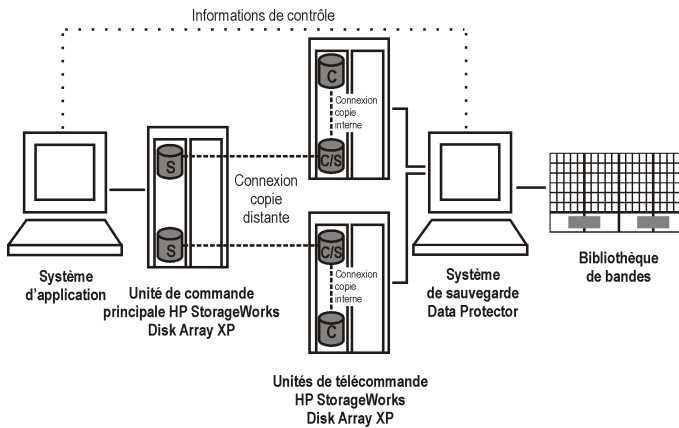 Informations de contrôle
C
Connexion
copie
interne
C/S
S
Connexion
copie
distante
S
C/S
Connexion
copie
interne
C
Système
d'application
Unité de commande
principale HP StorageWorks
Disk Array XP
Système
de sauvegarde
Data Protector
Bibliothèque
de bandes
Unités de télécommande
HP StorageWorks
Disk Array XP